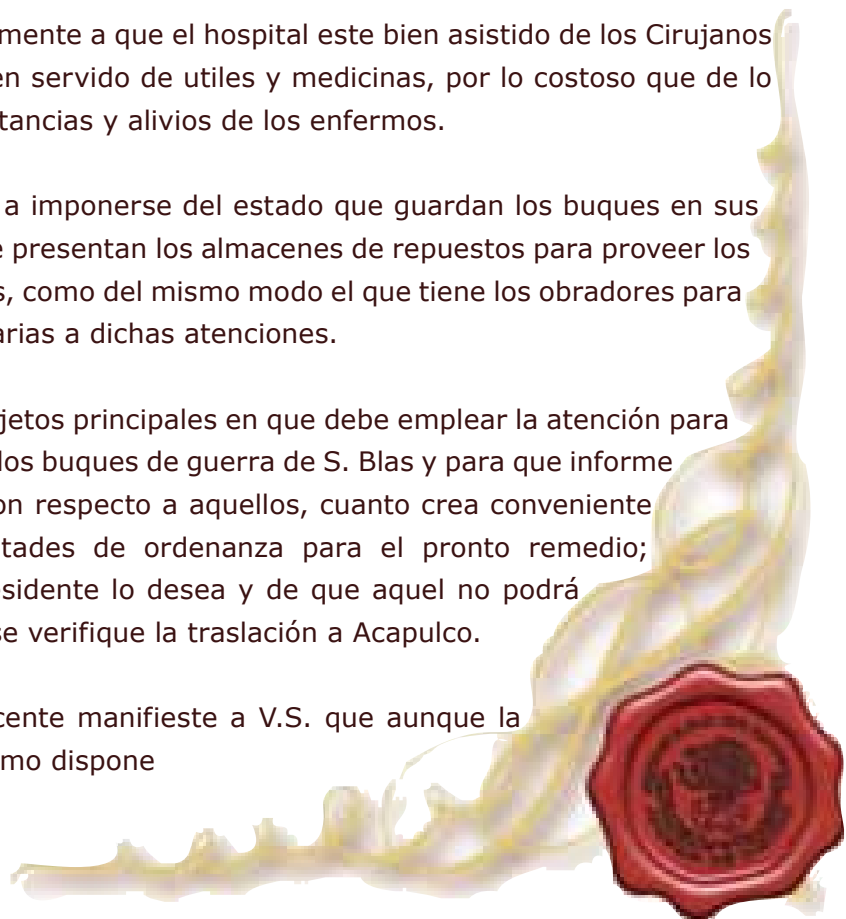 mente a que el hospital este bien asistido de los Cirujanos
en servido de utiles y medicinas, por lo costoso que de lo
tancias y alivios de los enfermos.
a imponerse del estado que guardan los buques en sus
e presentan los almacenes de repuestos para proveer los
s, como del mismo modo el que tiene los obradores para
arias a dichas atenciones.
jetos principales en que debe emplear la atención para
los buques de guerra de S. Blas y para que informe
on respecto a aquellos, cuanto crea conveniente
tades de ordenanza para el pronto remedio;
sidente lo desea y de que aquel no podrá
se verifique la traslación a Acapulco.
cente manifieste a V.S. que aunque la
mo dispone